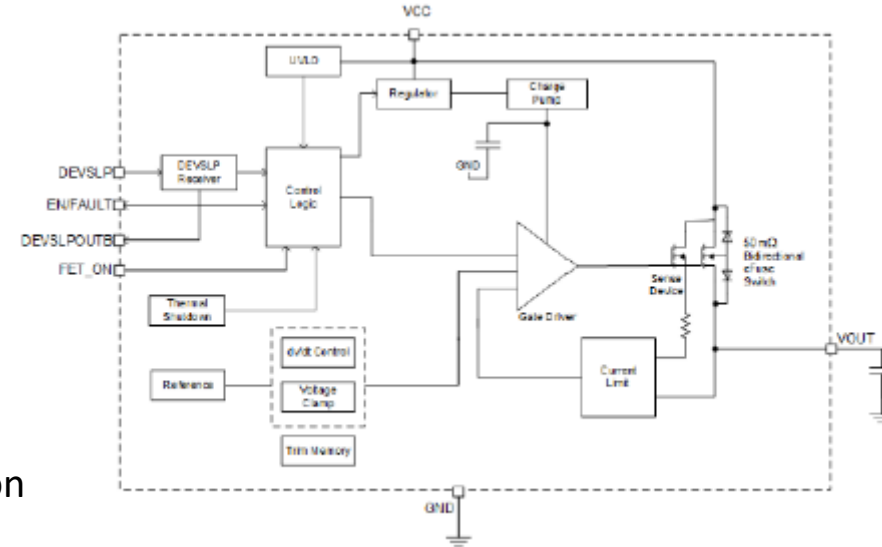 VCC
UVLO
Regulator
Charge
Pump
GND
DEVSLP
DEVSLP
Receiver
EN/FAULT
DEVSLPOUTB
FET_ON
Control
Logic
50 mΩ
Bidirectional
eFuse
Switch
Sense
Device
Gate Driver
Thermal
Shutdown
dv/dt Control
Voltage
Clamp
Reference
Current
Limit
VOUT
Trim Memory
on
GND